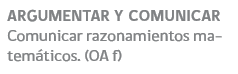 ARGUMENTAR Y COMUNICAR
Comunicar razonamientos ma-
temáticos. (OA f)